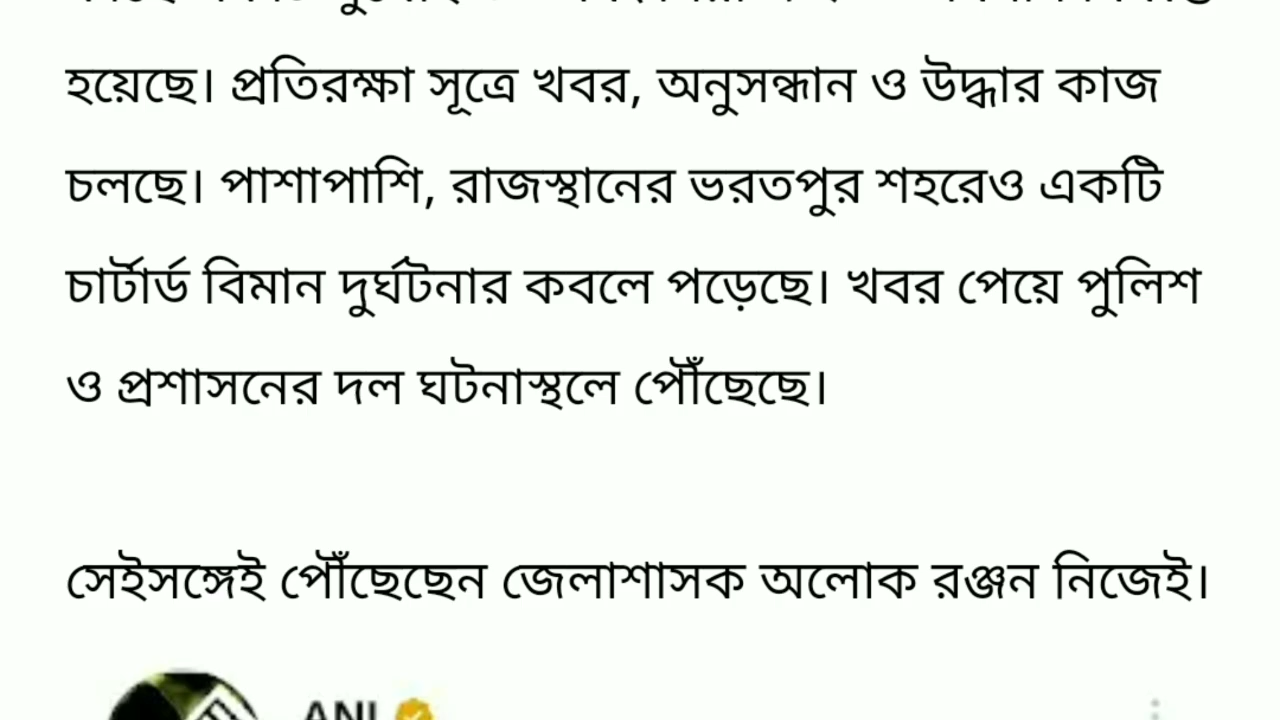 হয়েছে। প্রতিরক্ষা সূত্রে খবর, অনুসন্ধান ও উদ্ধার কাজ
চলছে। পাশাপাশি, রাজস্থানের ভরতপুর শহরেও একটি
চার্টার্ড বিমান দুর্ঘটনার কবলে পড়েছে। খবর পেয়ে পুলিশ
ও প্রশাসনের দল ঘটনাস্থলে পৌঁছেছে।
সেইসঙ্গেই পৌঁছেছেন জেলাশাসক অলোক রঞ্জন নিজেই।
ANI